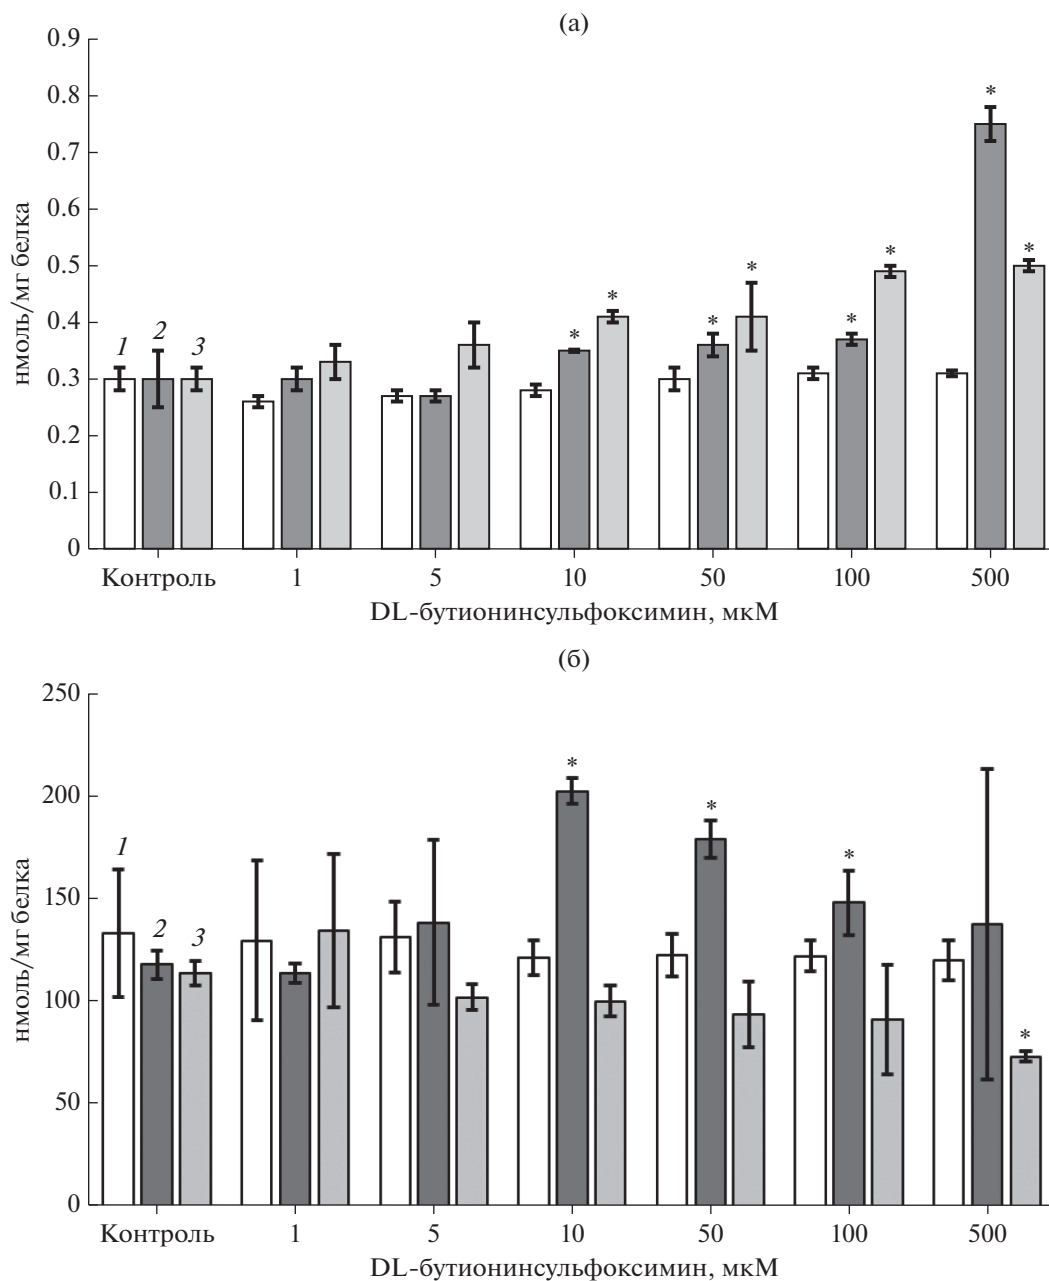 (а)
0.9
0.8
0.7
0.6
0.5
0.4
0.3
0.2
0.1
0
нмоль/мг белка
1 2 3
* * * * * * * *
Контроль 1 5 10 50 100 500
DL-бутионинсульфоксимин, мкМ
(б)
250
200
150
100
50
0
нмоль/мг белка
1 2 3
* * * *
Контроль 1 5 10 50 100 500
DL-бутионинсульфоксимин, мкМ